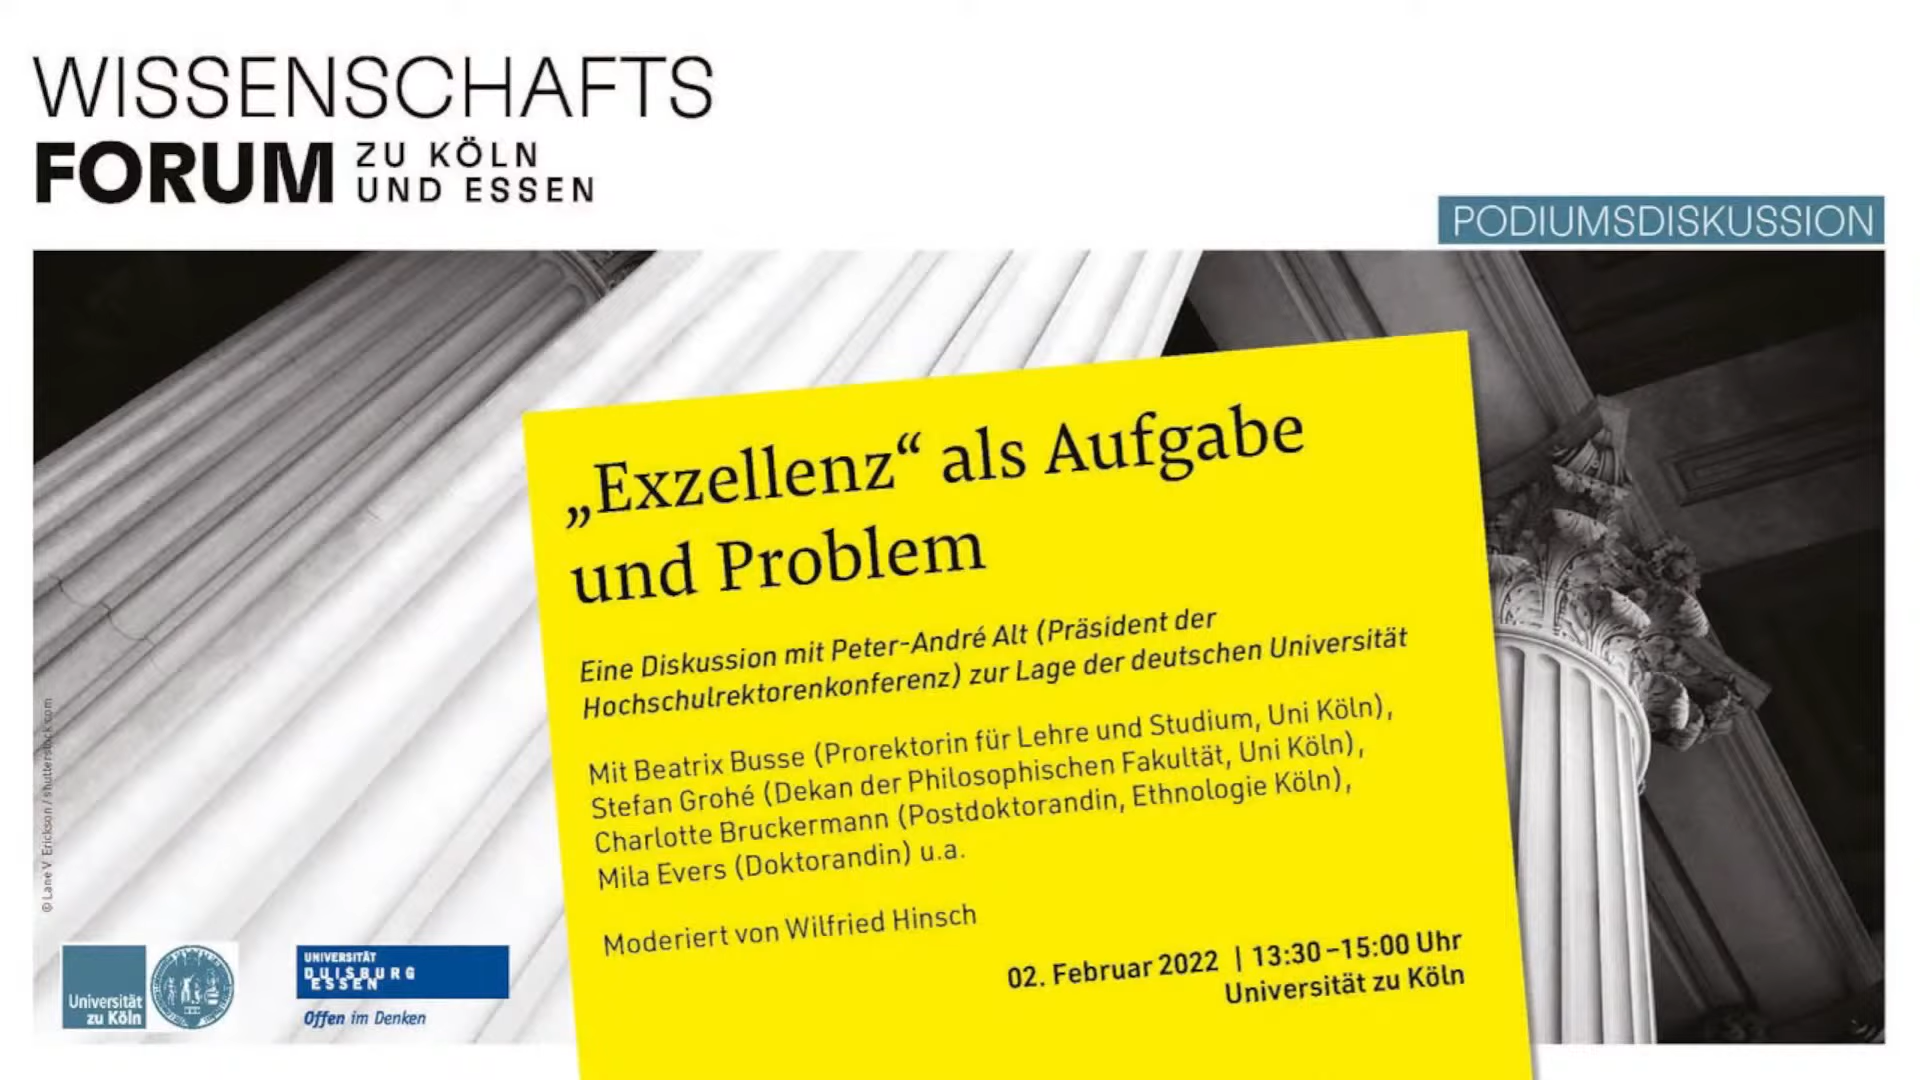 WISSENSCHAFTS
FORUM ZU KÖLN
UND ESSEN
PODIUMSDISKUSSION
„Exzellenz“ als Aufgabe
und Problem
Eine Diskussion mit Peter-André Alt (Präsident der
Hochschulrektorenkonferenz) zur Lage der deutschen Universität
Mit Beatrix Busse (Prorektorin für Lehre und Studium, Uni Köln),
Stefan Grohé (Dekan der Philosophischen Fakultät, Uni Köln),
Charlotte Bruckermann (Postdoktorandin, Ethnologie Köln),
Mila Evers (Doktorandin) u.a.
Moderiert von Wilfried Hinsch
02. Februar 2022 | 13:30–15:00 Uhr
Universität zu Köln
© Lane V. Erickson / shutterstock.com
Universität
zu Köln
UNIVERSITÄT
DUISBURG
ESSEN
Offen im Denken